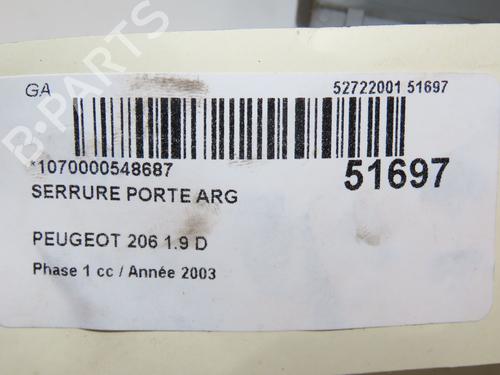 B-PARTS
GA
52722001 51697
*1070000548687
51697
SERRURE PORTE ARG
PEUGEOT 206 1.9 D
Phase 1 cc / Année 2003